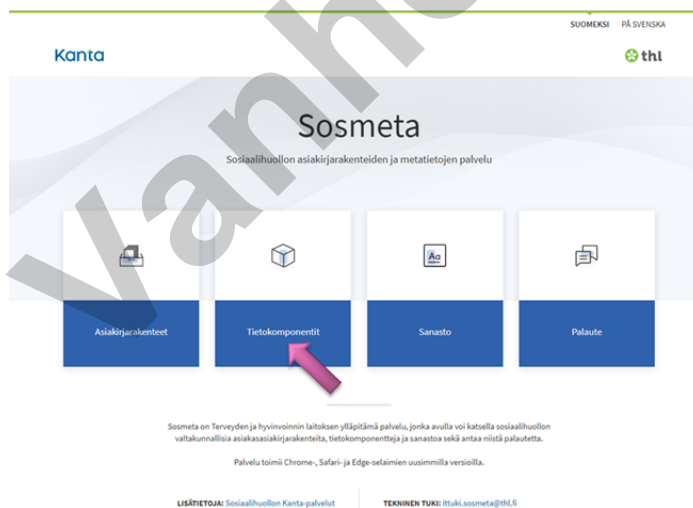 SUOMEKSI PÅ SVENSKA
Kanta
thl
Sosmeta
Sosiaalihuollon asiakirjarakenteiden ja metatietojen palvelu
Aa
Asiakirjarakenteet
Tietokomponentit
Sanasto
Palaute
Sosmeta on Terveyden ja hyvinvoinnin laitoksen ylläpitämä palvelu, jonka avulla voi katsella sosiaalihuollon
valtakunnallisia asiakasasiakirjarakenteita, tietokomponentteja ja sanastoa sekä antaa niistä palautetta.
Palvelu toimii Chrome-, Safari- ja Edge-selaimien uusimmilla versioilla.
LISÄTIETOJA: Sosiaalihuollon Kanta-palvelut
TEKNINEN TUKI: ittuki.sosmeta@thl.fi